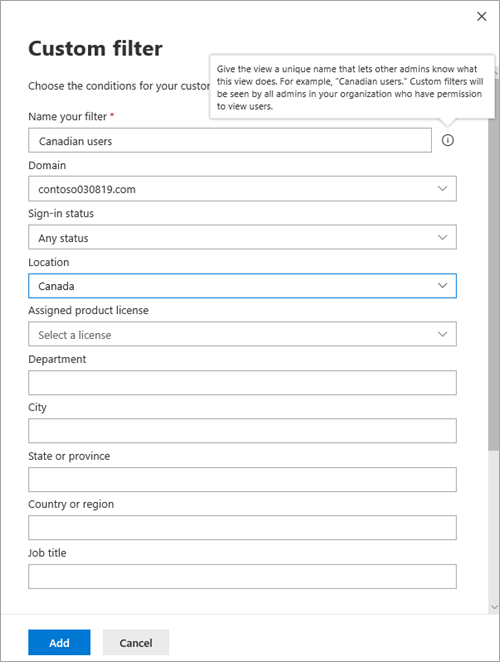 Custom filter
Give the view a unique name that lets other admins know what
this view does. For example, "Canadian users." Custom filters will
be seen by all admins in your organization who have permission
to view users.
Choose the conditions for your custo
Name your filter *
Canadian users
Domain
contoso030819.com
Sign-in status
Any status
Location
Canada
Assigned product license
Select a license
Department
City
State or province
Country or region
Job title
Add
Cancel